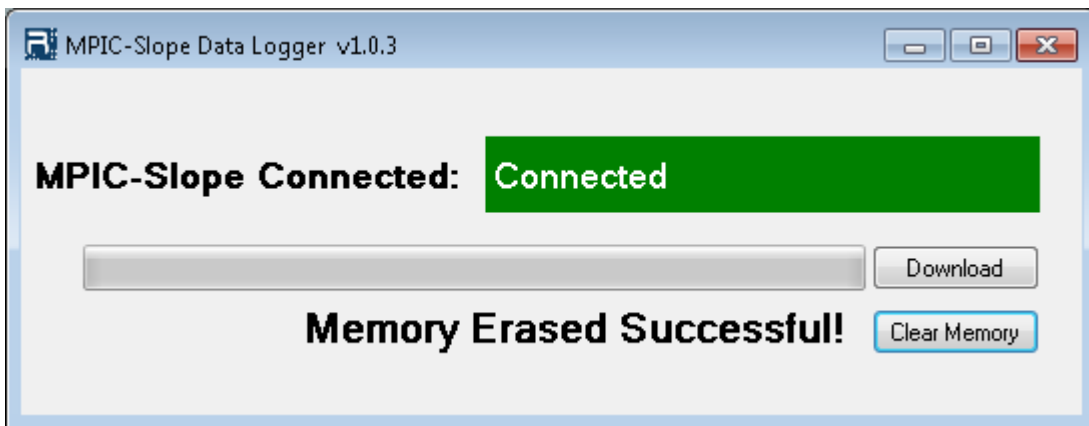 MPIC-Slope Data Logger v1.0.3
MPIC-Slope Connected: Connected
Download
Memory Erased Successful! Clear Memory